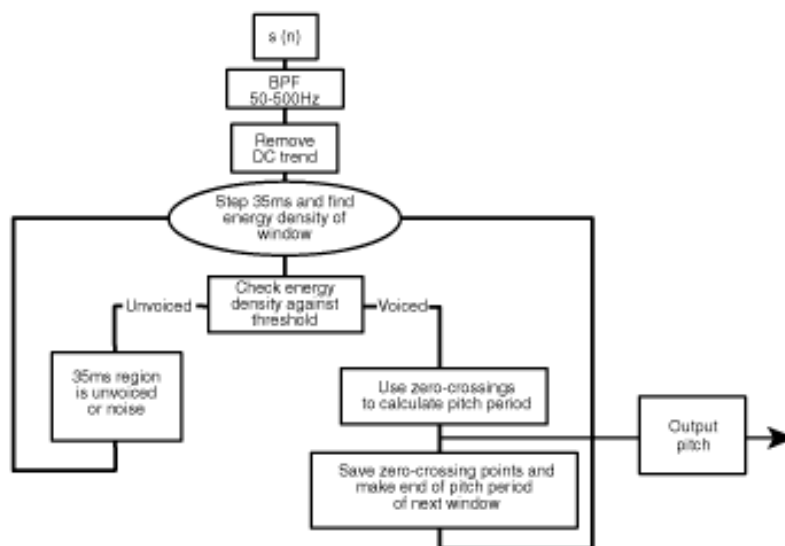 s (n)
BPF
50-500Hz
Remove
DC trend
Step 35ms and find
energy density of
window
Check energy
density against
threshold
Unvoiced
Voiced
35ms region
is unvoiced
or noise
Use zero-crossings
to calculate pitch period
Output
pitch
Save zero-crossing points and
make end of pitch period
of next window